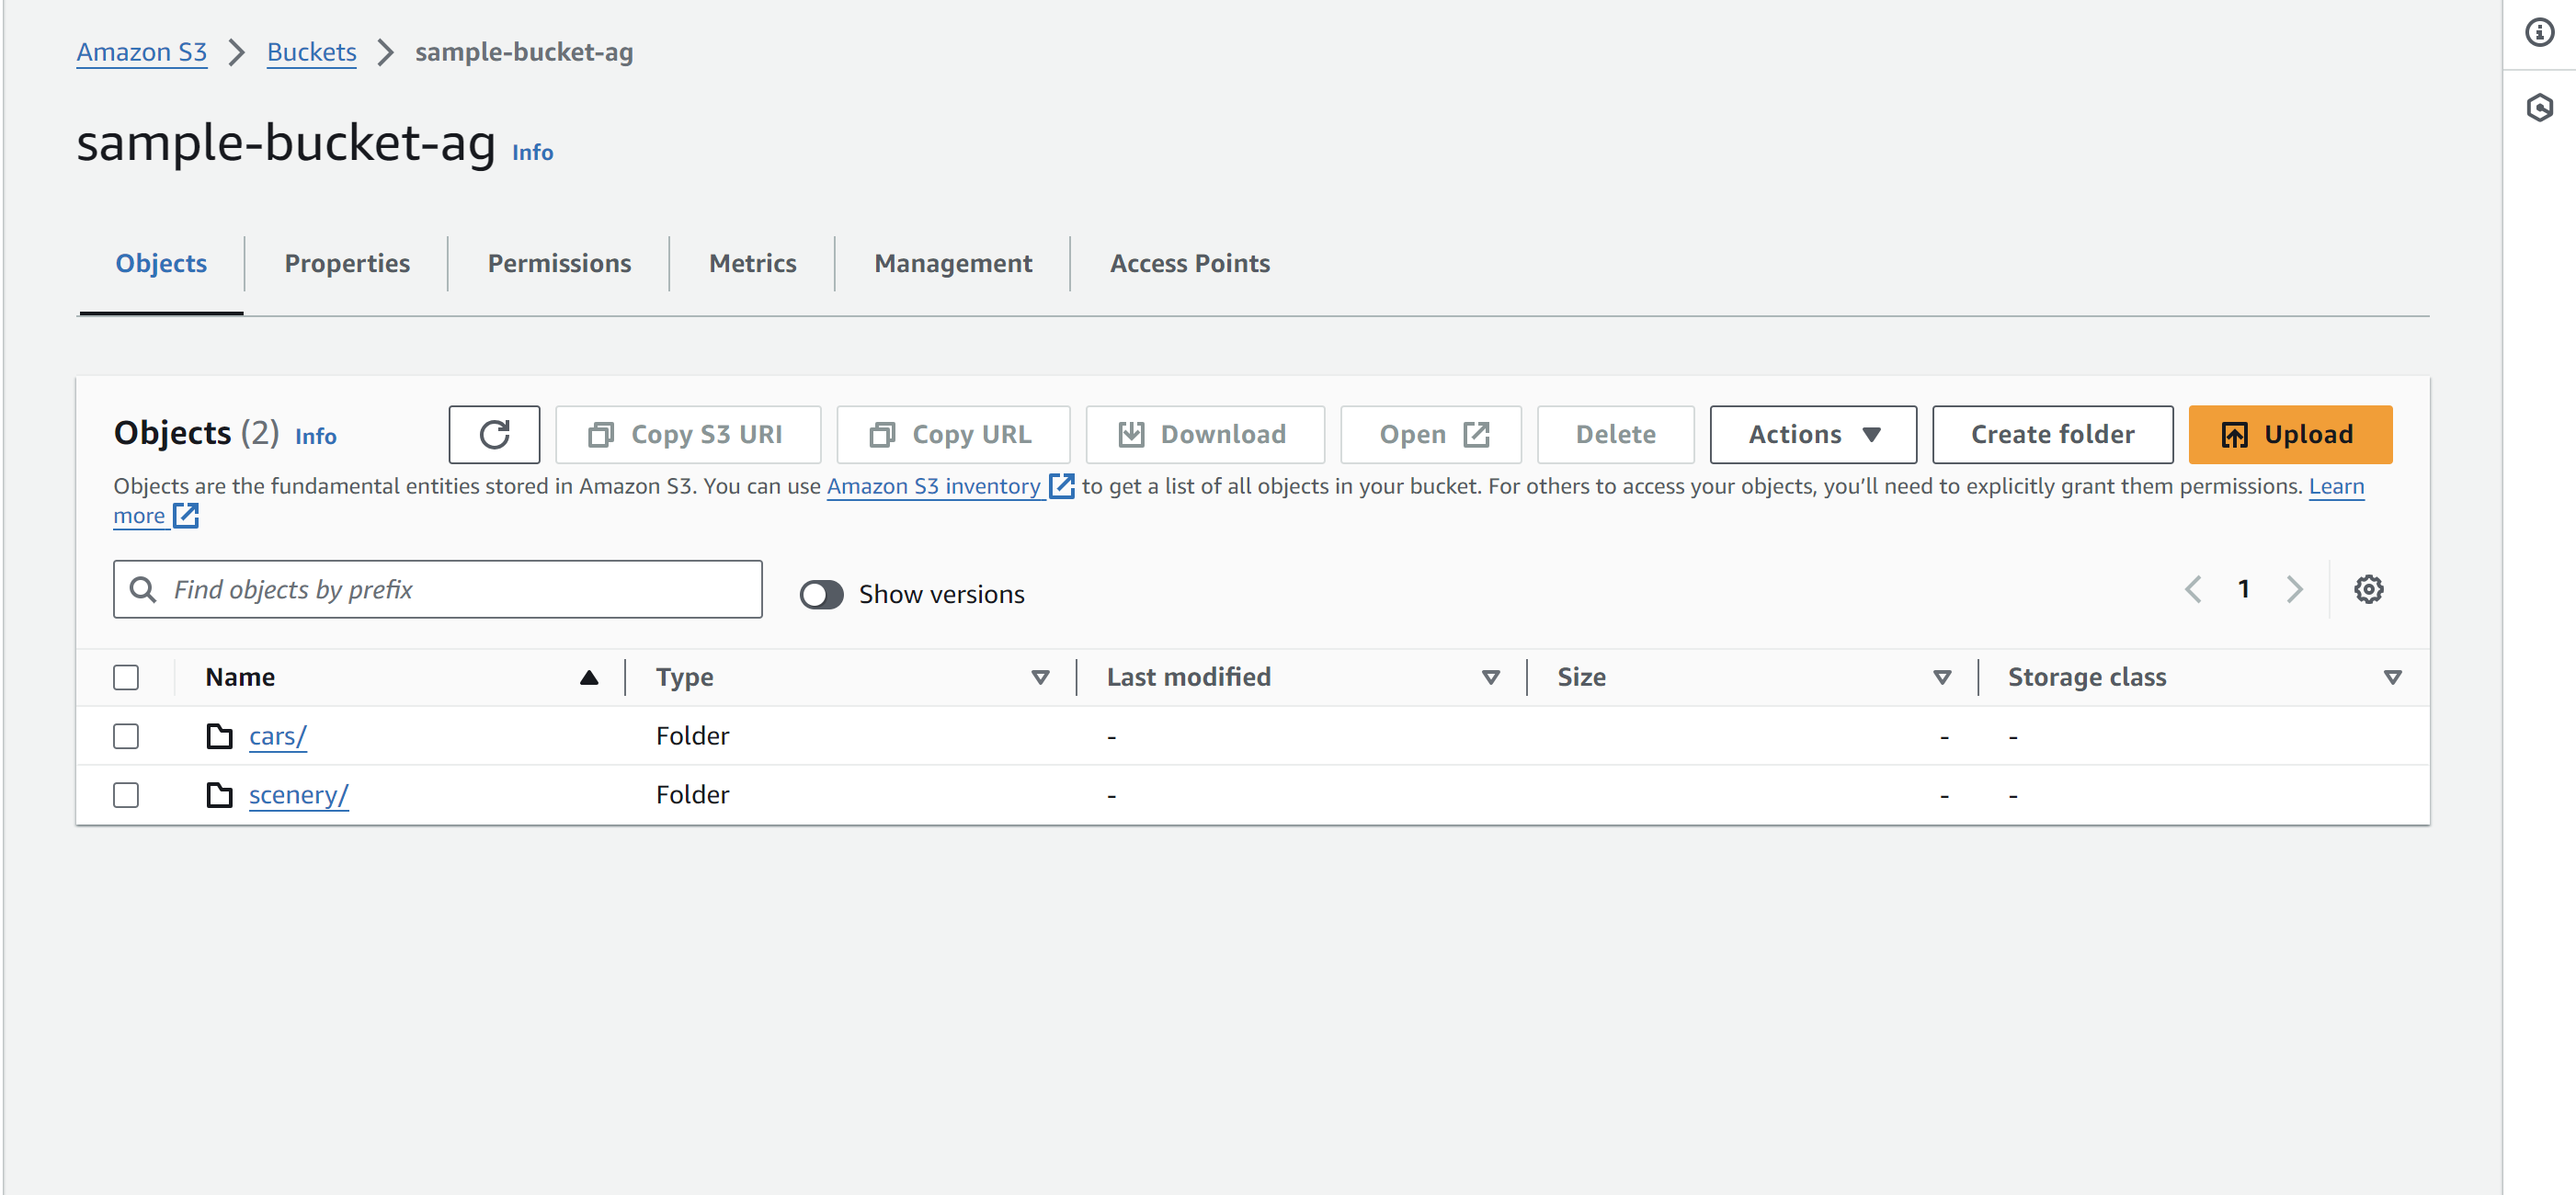 Amazon S3 > Buckets > sample-bucket-ag
sample-bucket-ag Info
Objects Properties Permissions Metrics Management Access Points
Objects (2) Info Copy S3 URI Copy URL Download Open Delete Actions Create folder Upload
Objects are the fundamental entities stored in Amazon S3. You can use Amazon S3 inventory to get a list of all objects in your bucket. For others to access your objects, you’ll need to explicitly grant them permissions. Learn
more
Find objects by prefix Show versions 1
Name Type Last modified Size Storage class
cars/ Folder - - -
scenery/ Folder - - -